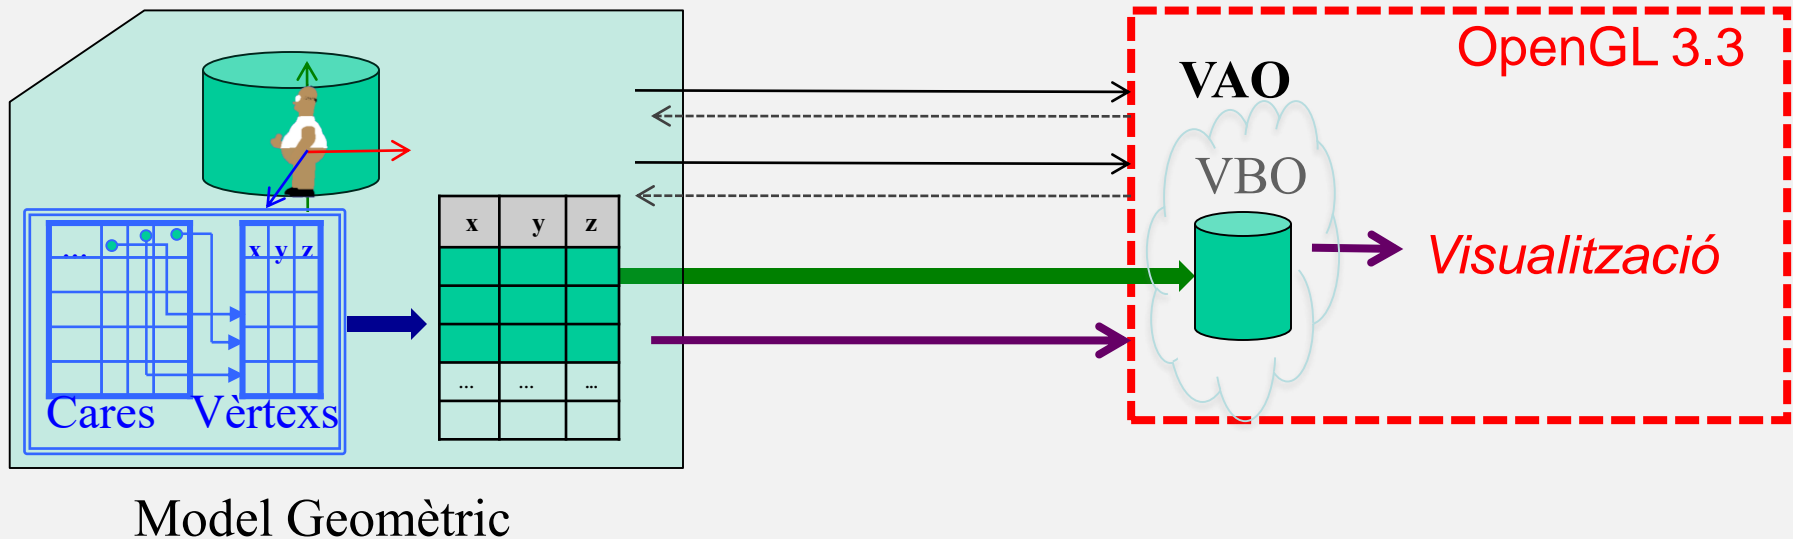 OpenGL 3.3
VAO
VBO
x y z
...
x y z
Visualització
... ... ...
Cares Vèrtexs
Model Geomètric